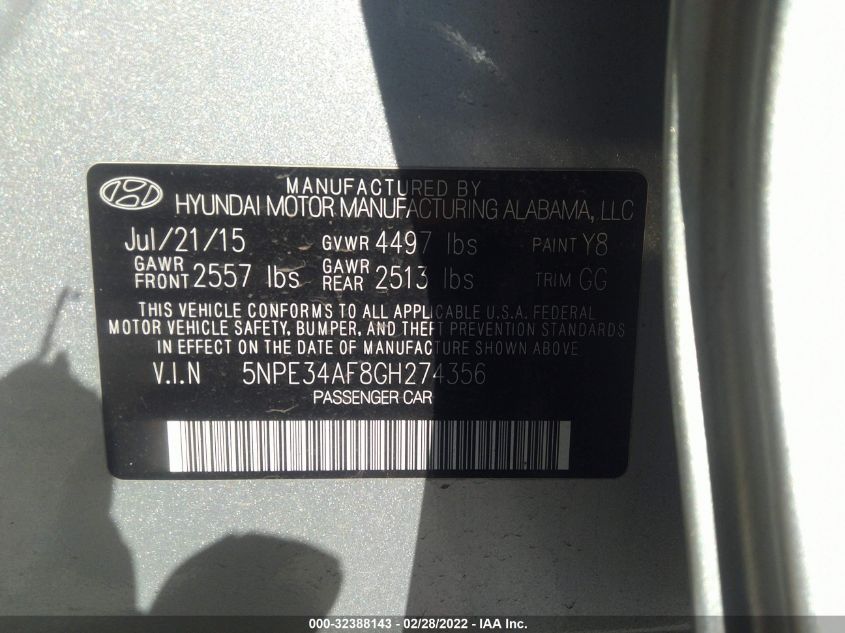 MANUFACTURED BY
HYUNDAI MOTOR MANUFACTURING ALABAMA, LLC
Jul/21/15 GVWR 4497 lbs PAINT Y8
GAWR FRONT 2557 lbs GAWR REAR 2513 lbs TRIM GG
THIS VEHICLE CONFORMS TO ALL APPLICABLE U.S.A. FEDERAL
MOTOR VEHICLE SAFETY, BUMPER, AND THEFT PREVENTION STANDARDS
IN EFFECT ON THE DATE OF MANUFACTURE SHOWN ABOVE.
V.I.N 5NPE34AF8GH274356
PASSENGER CAR
000-32388143 - 02/28/2022 - IAA Inc.